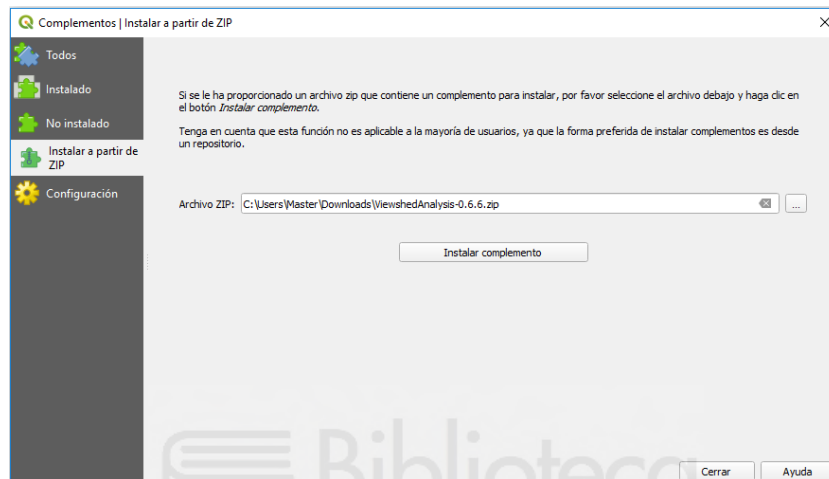 Complementos | Instalar a partir de ZIP
Todos
Instalado
No instalado
Instalar a partir de
ZIP
Configuración
Si se le ha proporcionado un archivo zip que contiene un complemento para instalar, por favor seleccione el archivo debajo y haga clic en
el botón Instalar complemento.
Tenga en cuenta que esta función no es aplicable a la mayoría de usuarios, ya que la forma preferida de instalar complementos es desde
un repositorio.
Archivo ZIP: C:\Users\Master\Downloads\ViewshedAnalysis-0.6.6.zip ...
Instalar complemento
Biblioteca
Cerrar Ayuda